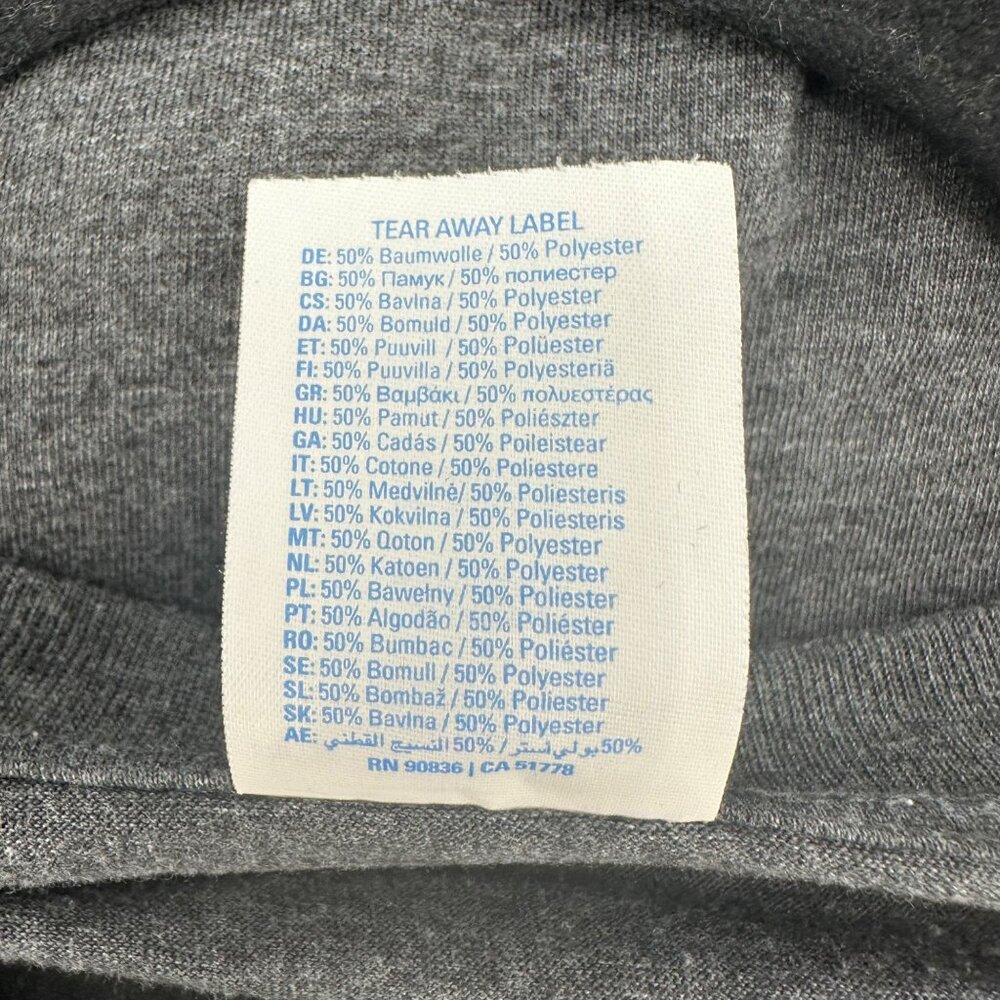 TEAR AWAY LABEL
DE: 50% Baumwolle / 50% Polyester
BG: 50% Памук / 50% полиестер
CS: 50% Bavlna / 50% Polyester
DA: 50% Bomuld / 50% Polyester
ET: 50% Puuvill / 50% Polüester
FI: 50% Puuvilla / 50% Polyesteriä
GR: 50% Βαμβάκι / 50% πολυεστέρας
HU: 50% Pamut / 50% Poliészter
GA: 50% Cadás / 50% Poileistear
IT: 50% Cotone / 50% Poliestere
LT: 50% Medvilnė/ 50% Poliesteris
LV: 50% Kokvilna / 50% Poliesteris
MT: 50% Qoton / 50% Polyester
NL: 50% Katoen / 50% Polyester
PL: 50% Bawełny / 50% Poliester
PT: 50% Algodão / 50% Poliéster
RO: 50% Bumbac / 50% Poliéster
SE: 50% Bomull / 50% Polyester
SL: 50% Bombaž / 50% Poliester
SK: 50% Bavlna / 50% Polyester
AE: 50% بولي أستر / 50% النسيج القطني
RN 90836 | CA 51778